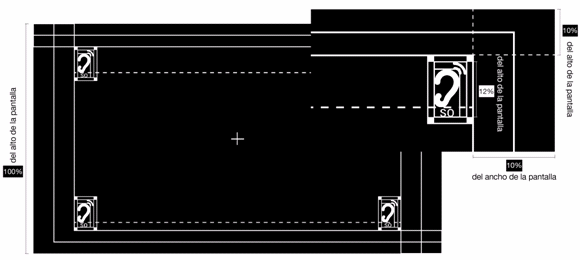 10%
del alto de la pantalla
12%
del alto de la pantalla
SO
10%
del ancho de la pantalla
100%
del alto de la pantalla
SO
SO
SO